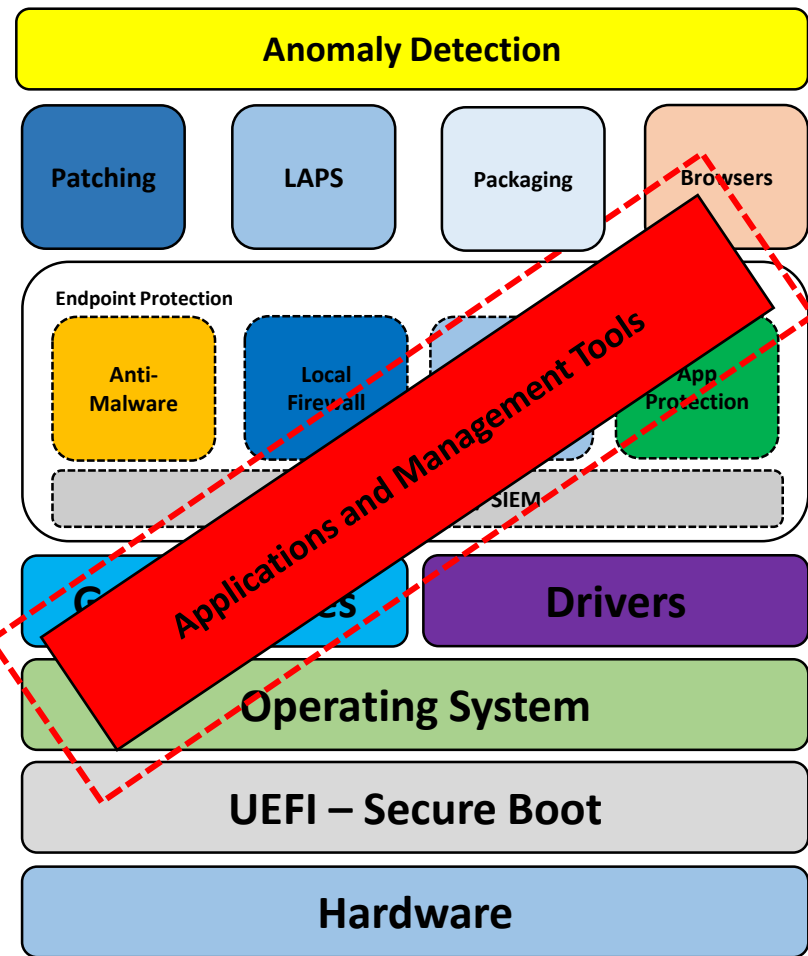 Anomaly Detection
Patching
LAPS
Packaging
Browsers
Endpoint Protection
Anti-
Malware
Local
Firewall
App
Protection
SIEM
Applications and Management Tools
Drivers
Operating System
UEFI – Secure Boot
Hardware